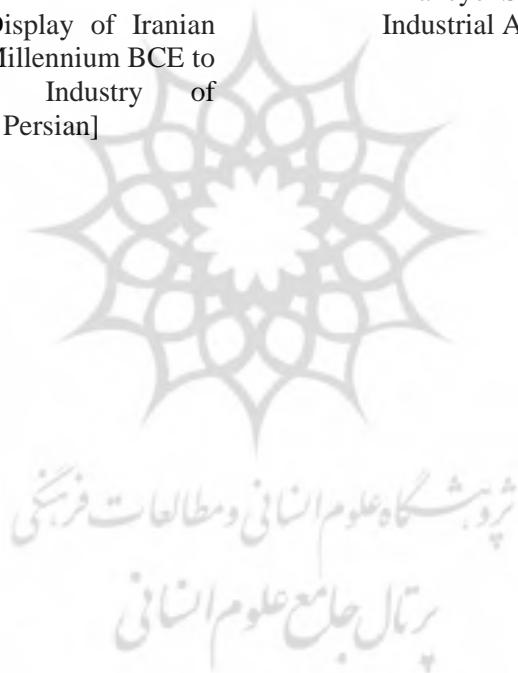 Display of Iranian
Millennium BCE to
Industry of
Persian]
Industrial A
پژوهشگاه علوم انسانی و مطالعات فرهنگی
پرتال جامع علوم انسانی